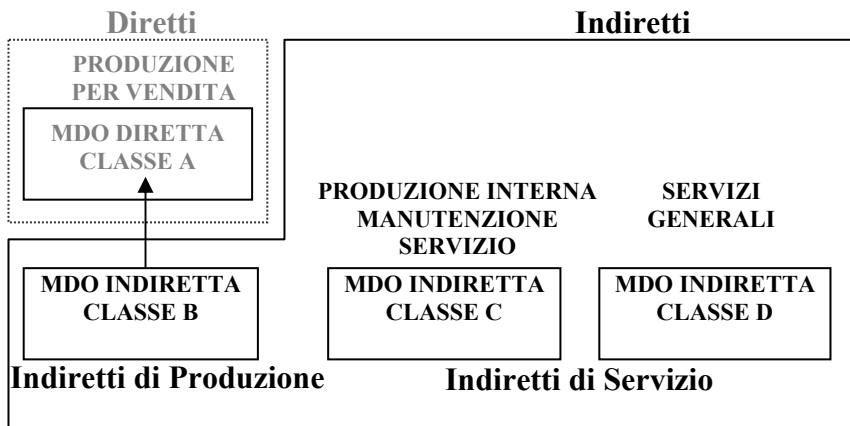 Diretti
Indiretti
PRODUZIONE
PER VENDITA
MDO DIRETTA
CLASSE A
PRODUZIONE INTERNA
MANUTENZIONE
SERVIZIO
SERVIZI
GENERALI
MDO INDIRETTA
CLASSE B
MDO INDIRETTA
CLASSE C
MDO INDIRETTA
CLASSE D
Indiretti di Produzione
Indiretti di Servizio